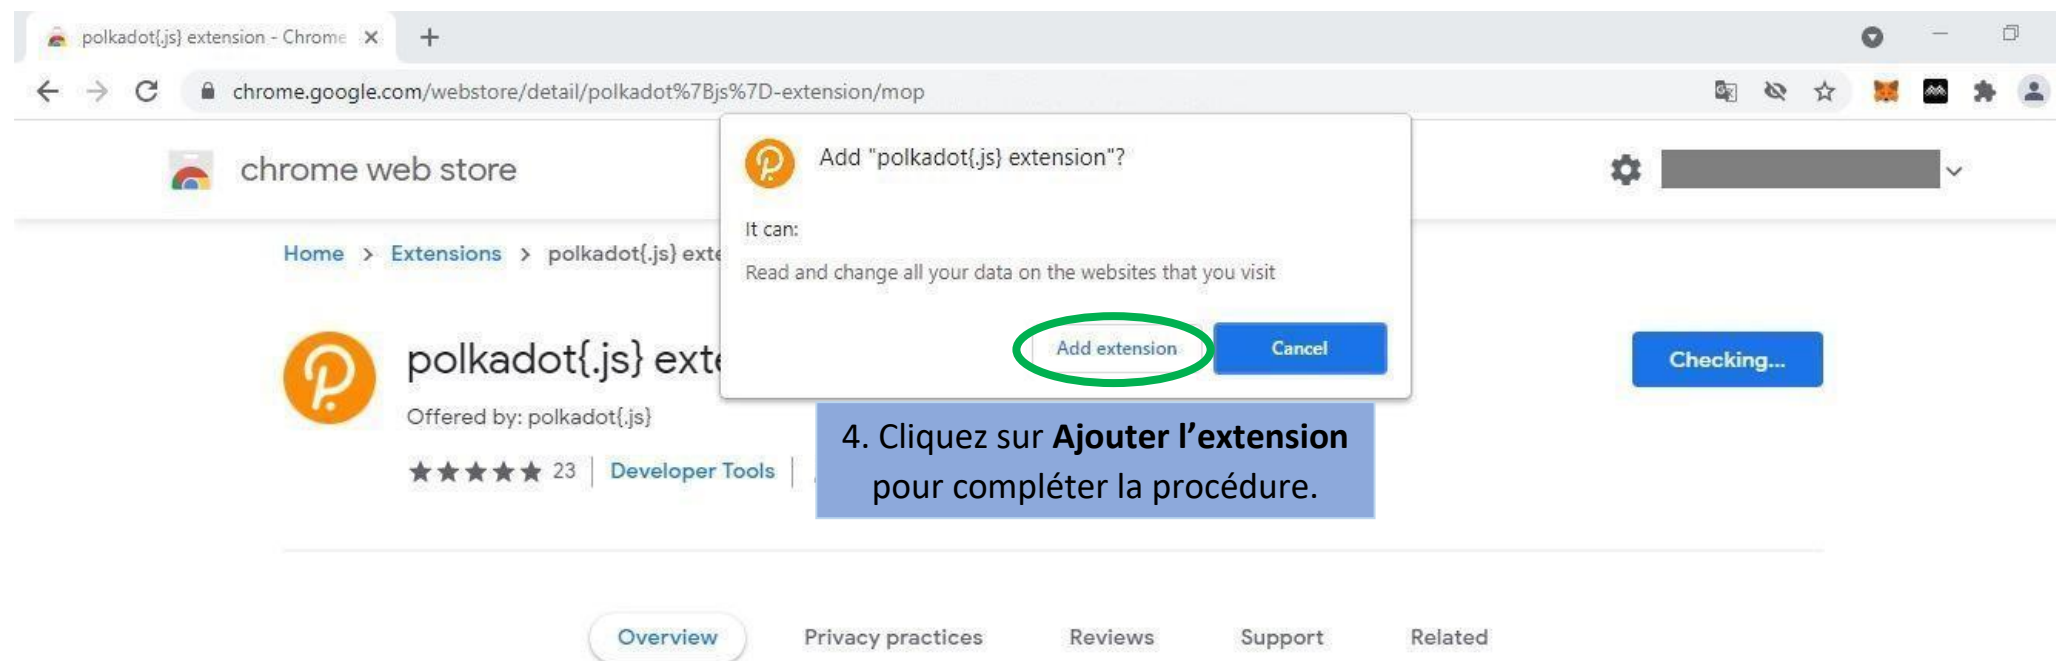 polkadot{.js} extension - Chrome
chrome.google.com/webstore/detail/polkadot%7Bjs%7D-extension/mop
chrome web store
Add "polkadot{.js} extension"?
It can:
Read and change all your data on the websites that you visit
Add extension
Cancel
Home > Extensions > polkadot{.js} exte
polkadot{.js} exte
Checking...
Offered by: polkadot{.js}
23 | Developer Tools |
4. Cliquez sur Ajouter l’extension
pour compléter la procédure.
Overview Privacy practices Reviews Support Related